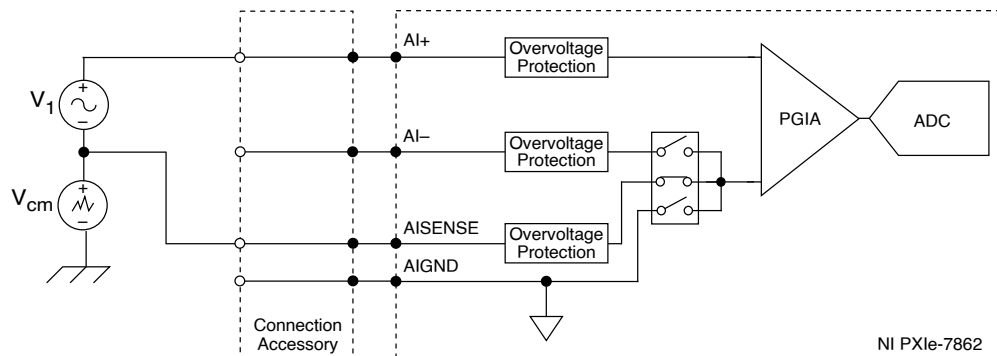 AI+
Overvoltage
Protection
V1
+
−
PGIA
ADC
AI−
Overvoltage
Protection
Vcm
+
−
AISENSE
Overvoltage
Protection
AIGND
Connection
Accessory
NI PXIe-7862